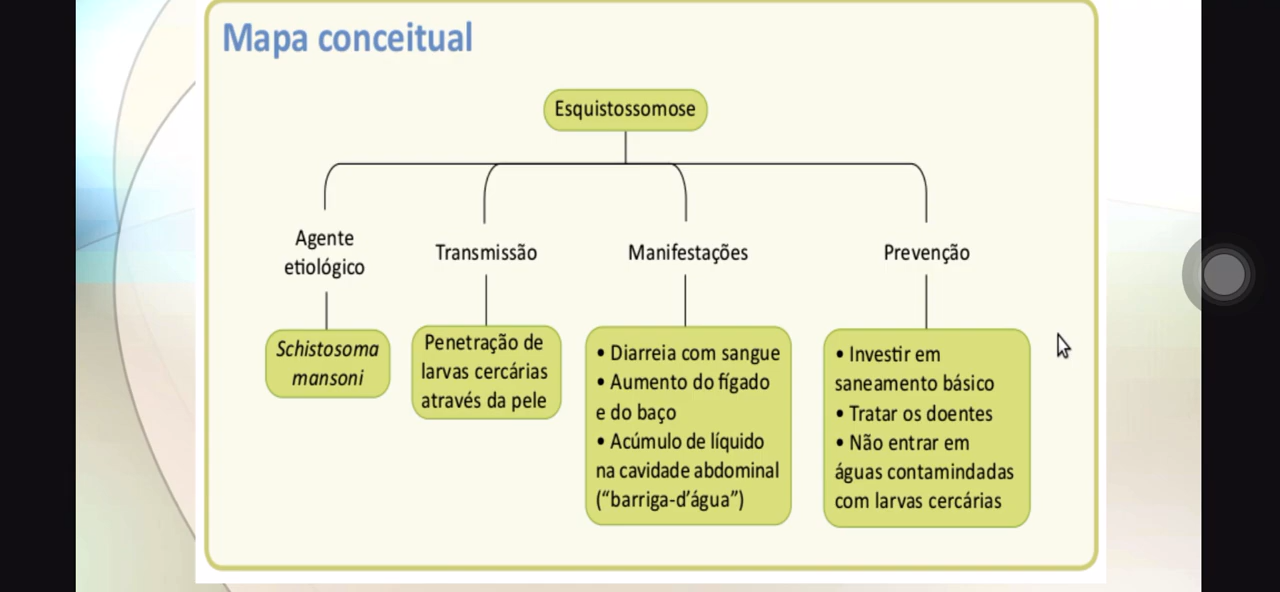 Mapa conceitual
Esquistossomose
Agente
etiológico
Schistosoma
mansoni
Transmissão
Penetração de
larvas cercárias
através da pele
Manifestações
• Diarreia com sangue
• Aumento do fígado
e do baço
• Acúmulo de líquido
na cavidade abdominal
(“barriga-d’água”)
Prevenção
• Investir em
saneamento básico
• Tratar os doentes
• Não entrar em
águas contamindadas
com larvas cercárias